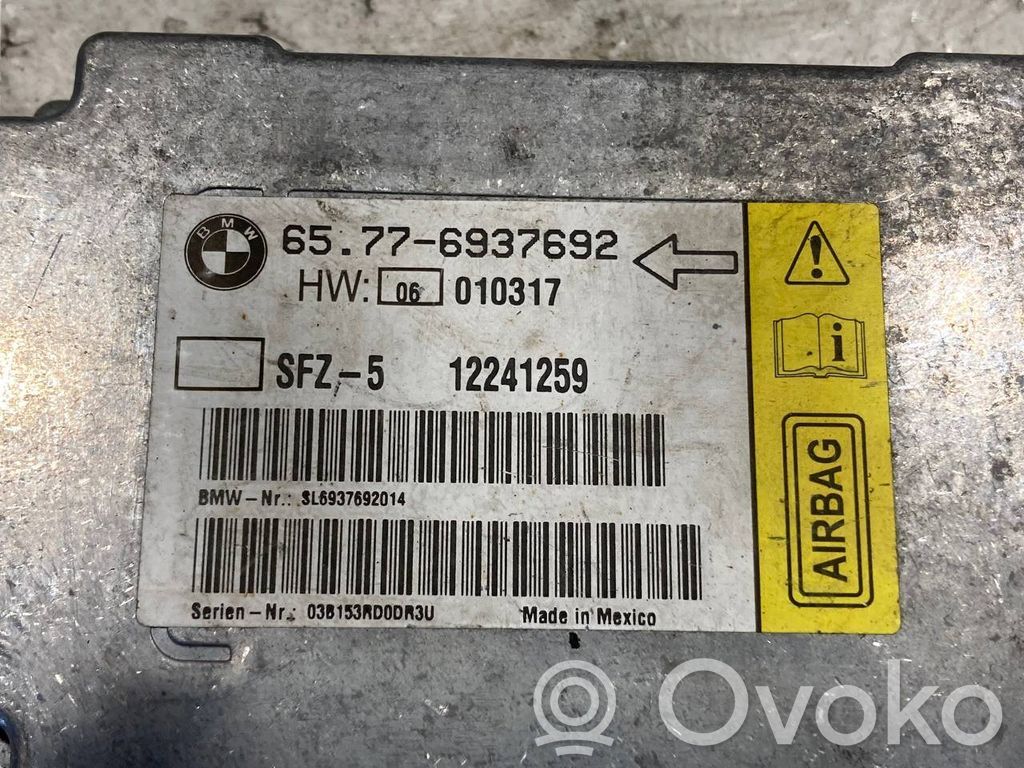 BMW
65.77-6937692
HW: 06 010317
SFZ-5 12241259
BMW-Nr.: SL6937692014
Serien-Nr.: 03B153RD0DR3U
Made in Mexico
i
AIRBAG
Ovoko